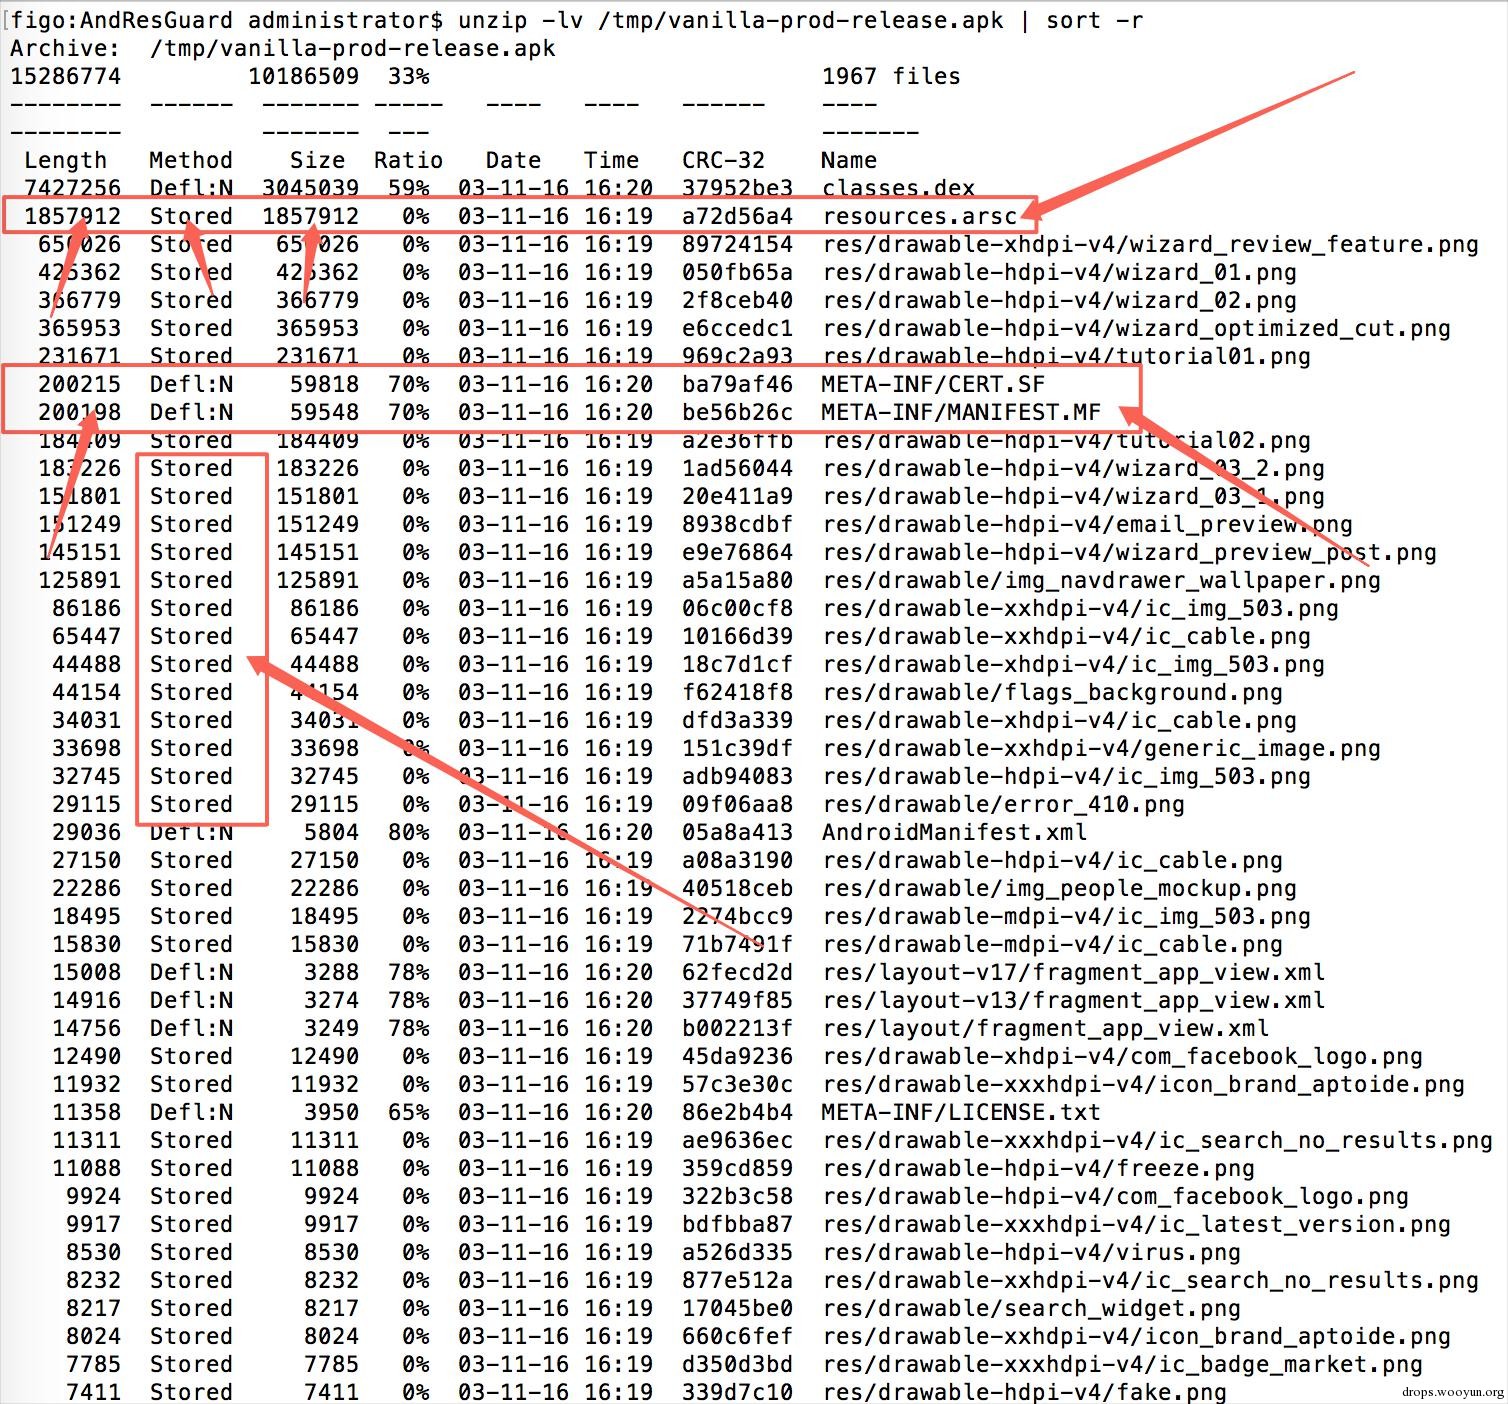 [figo:AndResGuard administrator$ unzip -lv /tmp/vanilla-prod-release.apk | sort -r
Archive:  /tmp/vanilla-prod-release.apk
15286774 10186509 33% 1967 files
-------- ------ ------- ----- ---- ---- ------ ----
-------- ------- --- -------
Length Method Size Ratio Date Time CRC-32 Name
7427256 Defl:N 3045039 59% 03-11-16 16:20 37952be3 classes.dex
1857912 Stored 1857912 0% 03-11-16 16:19 a72d56a4 resources.arsc
656026 Stored 656026 0% 03-11-16 16:19 89724154 res/drawable-xhdpi-v4/wizard_review_feature.png
426362 Stored 426362 0% 03-11-16 16:19 050fb65a res/drawable-hdpi-v4/wizard_01.png
366779 Stored 366779 0% 03-11-16 16:19 2f8ceb40 res/drawable-hdpi-v4/wizard_02.png
365953 Stored 365953 0% 03-11-16 16:19 e6ccedc1 res/drawable-hdpi-v4/wizard_optimized_cut.png
231671 Stored 231671 0% 03-11-16 16:19 969c2a93 res/drawable-hdpi-v4/tutorial01.png
200215 Defl:N 59818 70% 03-11-16 16:20 ba79af46 META-INF/CERT.SF
200198 Defl:N 59548 70% 03-11-16 16:20 be56b26c META-INF/MANIFEST.MF
184409 Stored 184409 0% 03-11-16 16:19 a2e36ffb res/drawable-hdpi-v4/tutorial02.png
183226 Stored 183226 0% 03-11-16 16:19 1ad56044 res/drawable-hdpi-v4/wizard_03_2.png
151801 Stored 151801 0% 03-11-16 16:19 20e411a9 res/drawable-hdpi-v4/wizard_03_1.png
151249 Stored 151249 0% 03-11-16 16:19 8938cdbf res/drawable-hdpi-v4/email_preview.png
145151 Stored 145151 0% 03-11-16 16:19 e9e76864 res/drawable-hdpi-v4/wizard_preview_post.png
125891 Stored 125891 0% 03-11-16 16:19 a5a15a80 res/drawable/img_navdrawer_wallpaper.png
86186 Stored 86186 0% 03-11-16 16:19 06c00cf8 res/drawable-xxhdpi-v4/ic_img_503.png
65447 Stored 65447 0% 03-11-16 16:19 10166d39 res/drawable-xxhdpi-v4/ic_cable.png
44488 Stored 44488 0% 03-11-16 16:19 18c7d1cf res/drawable-xhdpi-v4/ic_img_503.png
44154 Stored 44154 0% 03-11-16 16:19 f62418f8 res/drawable/flags_background.png
34031 Stored 34031 0% 03-11-16 16:19 dfd3a339 res/drawable-xhdpi-v4/ic_cable.png
33698 Stored 33698 0% 03-11-16 16:19 151c39df res/drawable-xxhdpi-v4/generic_image.png
32745 Stored 32745 0% 03-11-16 16:19 adb94083 res/drawable-hdpi-v4/ic_img_503.png
29115 Stored 29115 0% 03-11-16 16:19 09f06aa8 res/drawable/error_410.png
29036 Defl:N 5804 80% 03-11-16 16:20 05a8a413 AndroidManifest.xml
27150 Stored 27150 0% 03-11-16 16:19 a08a3190 res/drawable-hdpi-v4/ic_cable.png
22286 Stored 22286 0% 03-11-16 16:19 40518ceb res/drawable/img_people_mockup.png
18495 Stored 18495 0% 03-11-16 16:19 2274bcc9 res/drawable-mdpi-v4/ic_img_503.png
15830 Stored 15830 0% 03-11-16 16:19 71b7491f res/drawable-mdpi-v4/ic_cable.png
15008 Defl:N 3288 78% 03-11-16 16:20 62fecd2d res/layout-v17/fragment_app_view.xml
14916 Defl:N 3274 78% 03-11-16 16:20 37749f85 res/layout-v13/fragment_app_view.xml
14756 Defl:N 3249 78% 03-11-16 16:20 b002213f res/layout/fragment_app_view.xml
12490 Stored 12490 0% 03-11-16 16:19 45da9236 res/drawable-xhdpi-v4/com_facebook_logo.png
11932 Stored 11932 0% 03-11-16 16:19 57c3e30c res/drawable-xxxhdpi-v4/icon_brand_aptoide.png
11358 Defl:N 3950 65% 03-11-16 16:20 86e2b4b4 META-INF/LICENSE.txt
11311 Stored 11311 0% 03-11-16 16:19 ae9636ec res/drawable-xxxhdpi-v4/ic_search_no_results.png
11088 Stored 11088 0% 03-11-16 16:19 359cd859 res/drawable-hdpi-v4/freeze.png
9924 Stored 9924 0% 03-11-16 16:19 322b3c58 res/drawable-hdpi-v4/com_facebook_logo.png
9917 Stored 9917 0% 03-11-16 16:19 bdfbba87 res/drawable-xxxhdpi-v4/ic_latest_version.png
8530 Stored 8530 0% 03-11-16 16:19 a526d335 res/drawable-hdpi-v4/virus.png
8232 Stored 8232 0% 03-11-16 16:19 877e512a res/drawable-xxhdpi-v4/ic_search_no_results.png
8217 Stored 8217 0% 03-11-16 16:19 17045be0 res/drawable/search_widget.png
8024 Stored 8024 0% 03-11-16 16:19 660c6fef res/drawable-xxhdpi-v4/icon_brand_aptoide.png
7785 Stored 7785 0% 03-11-16 16:19 d350d3bd res/drawable-xxxhdpi-v4/ic_badge_market.png
7411 Stored 7411 0% 03-11-16 16:19 339d7c10 res/drawable-hdpi-v4/fake.png
drops.wooyun.org